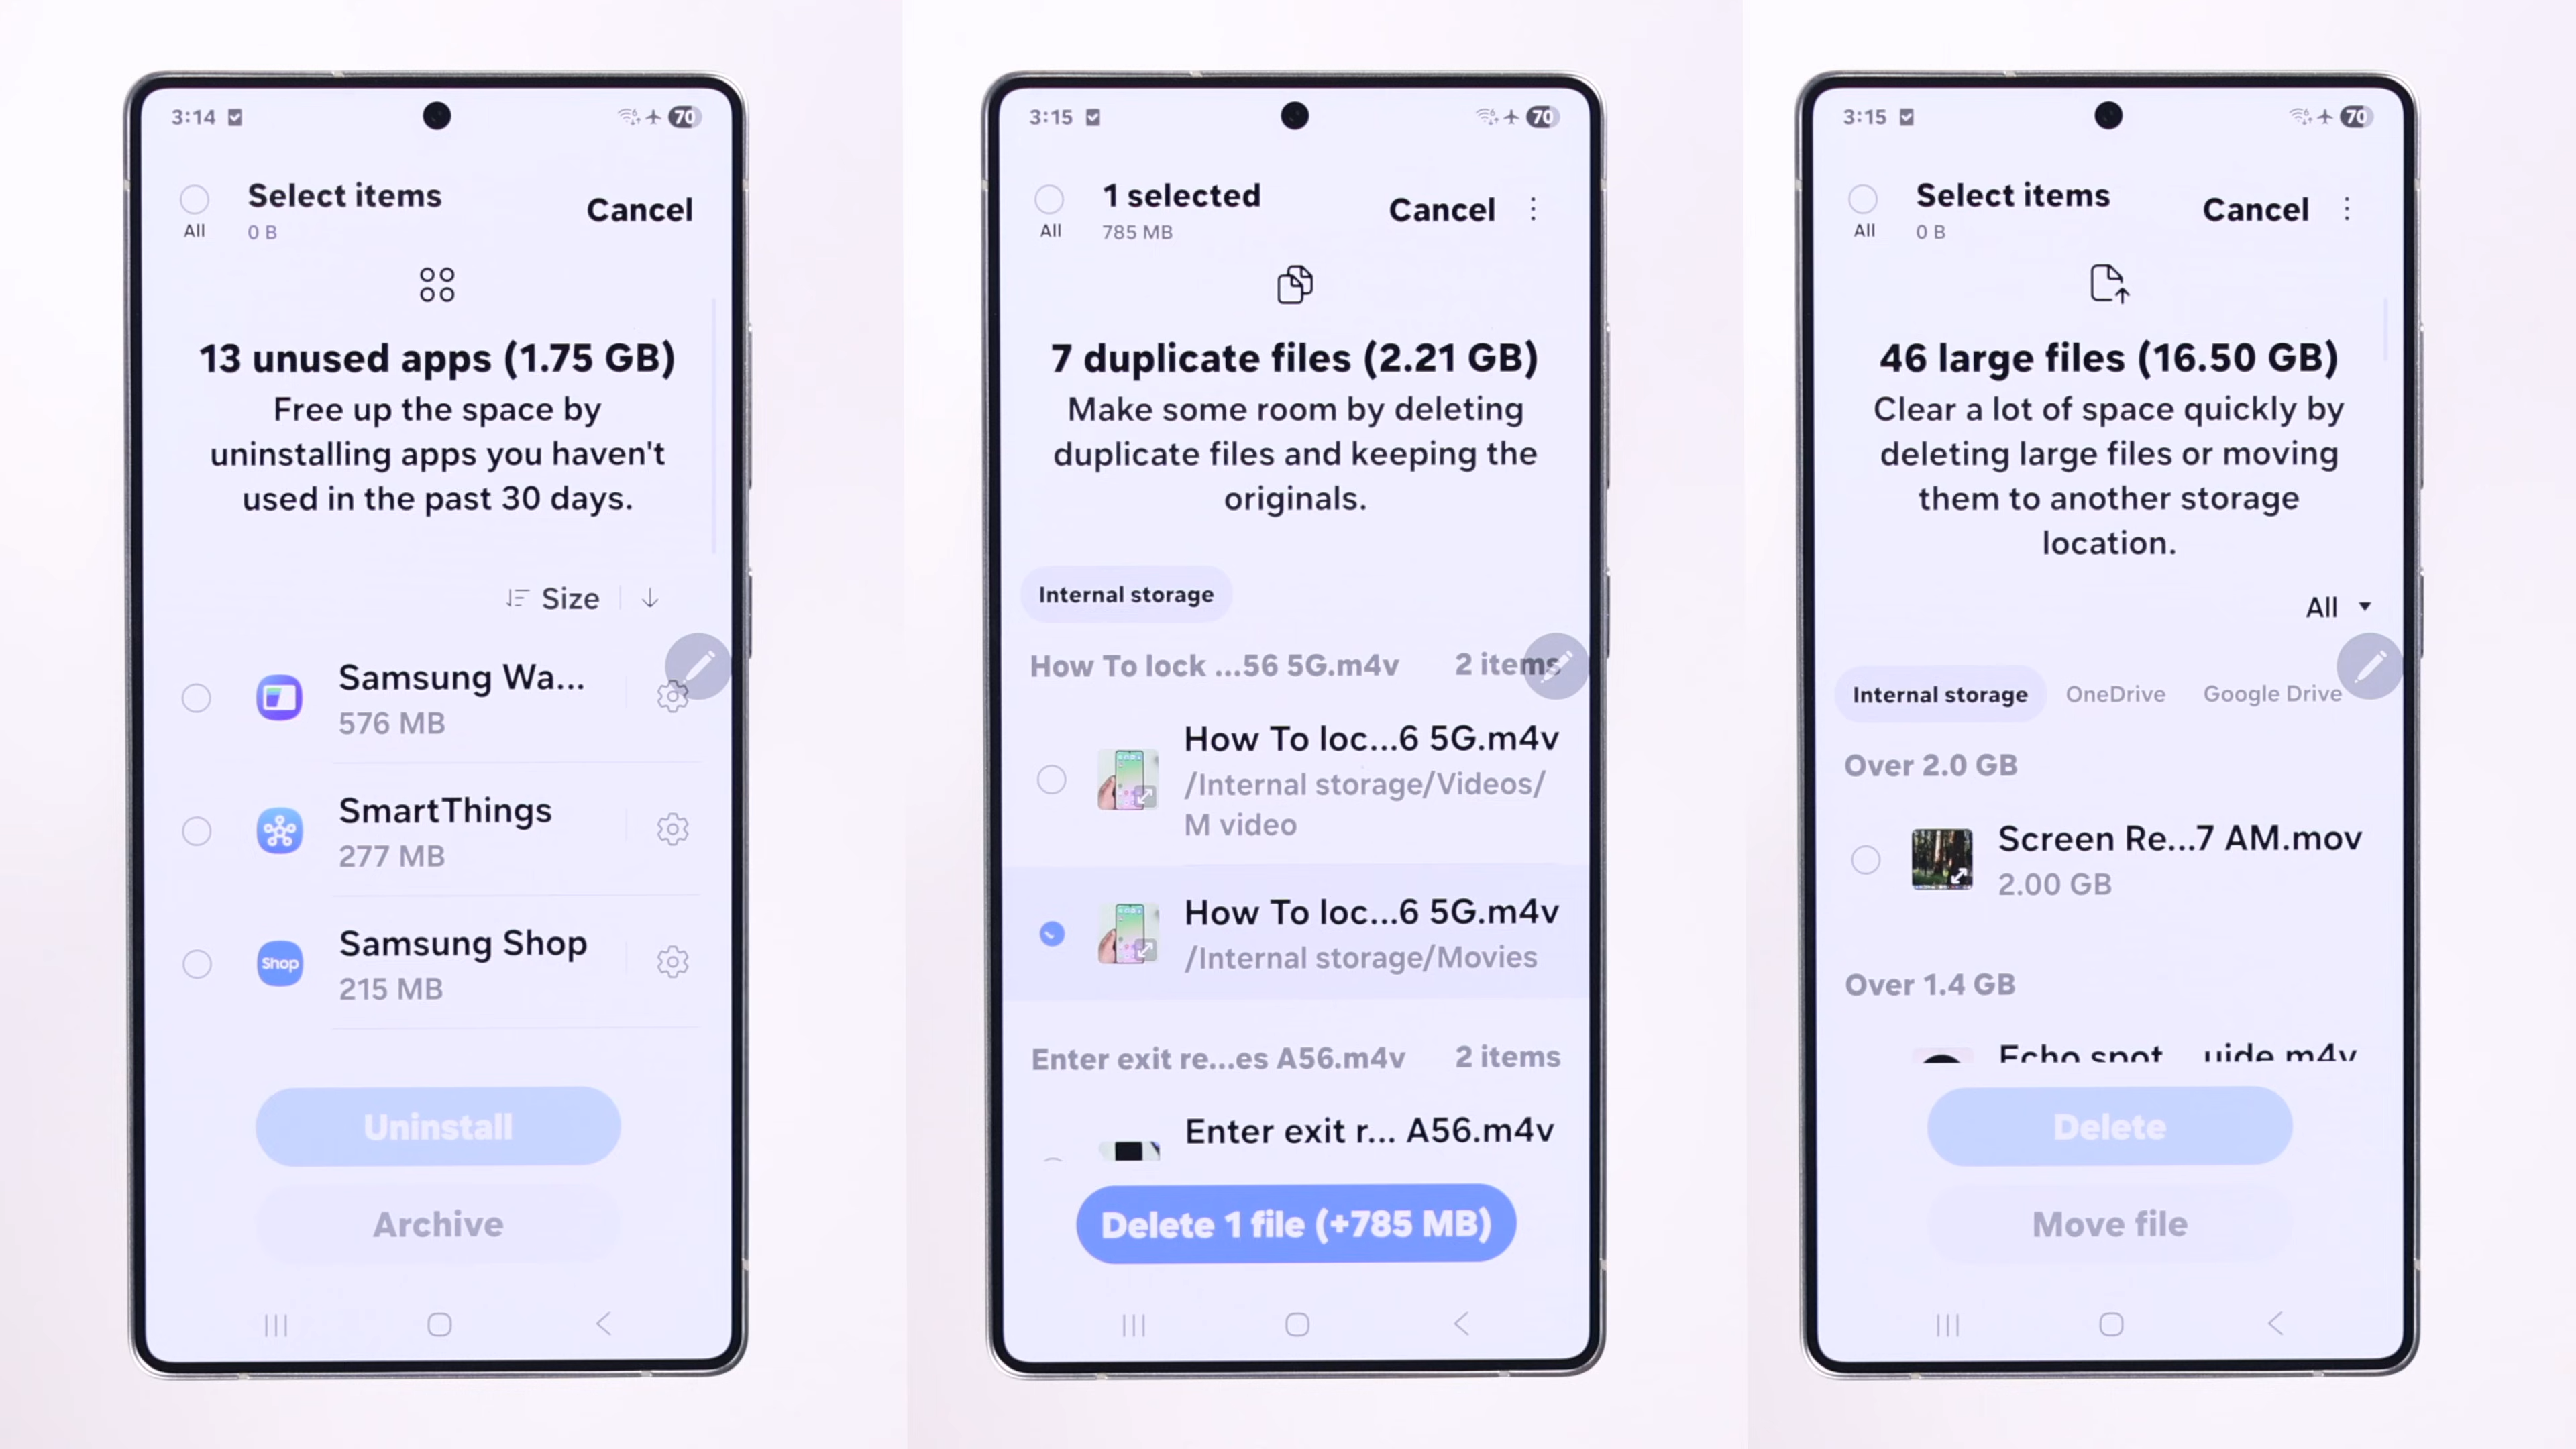 3:14
70
Select items
Cancel
All
0 B
13 unused apps (1.75 GB)
Free up the space by
uninstalling apps you haven't
used in the past 30 days.
Size
Samsung Wa...
576 MB
SmartThings
277 MB
Shop
Samsung Shop
215 MB
Uninstall
Archive
3:15
70
1 selected
Cancel
All
785 MB
7 duplicate files (2.21 GB)
Make some room by deleting
duplicate files and keeping the
originals.
Internal storage
How To lock ...56 5G.m4v 2 items
How To loc...6 5G.m4v
/Internal storage/Videos/
M video
How To loc...6 5G.m4v
/Internal storage/Movies
Enter exit re...es A56.m4v 2 items
Enter exit r... A56.m4v
Delete 1 file (+785 MB)
3:15
70
Select items
Cancel
All
0 B
46 large files (16.50 GB)
Clear a lot of space quickly by
deleting large files or moving
them to another storage
location.
All
Internal storage OneDrive Google Drive
Over 2.0 GB
Screen Re...7 AM.mov
2.00 GB
Over 1.4 GB
Echo spot ... uide m4v
Delete
Move file